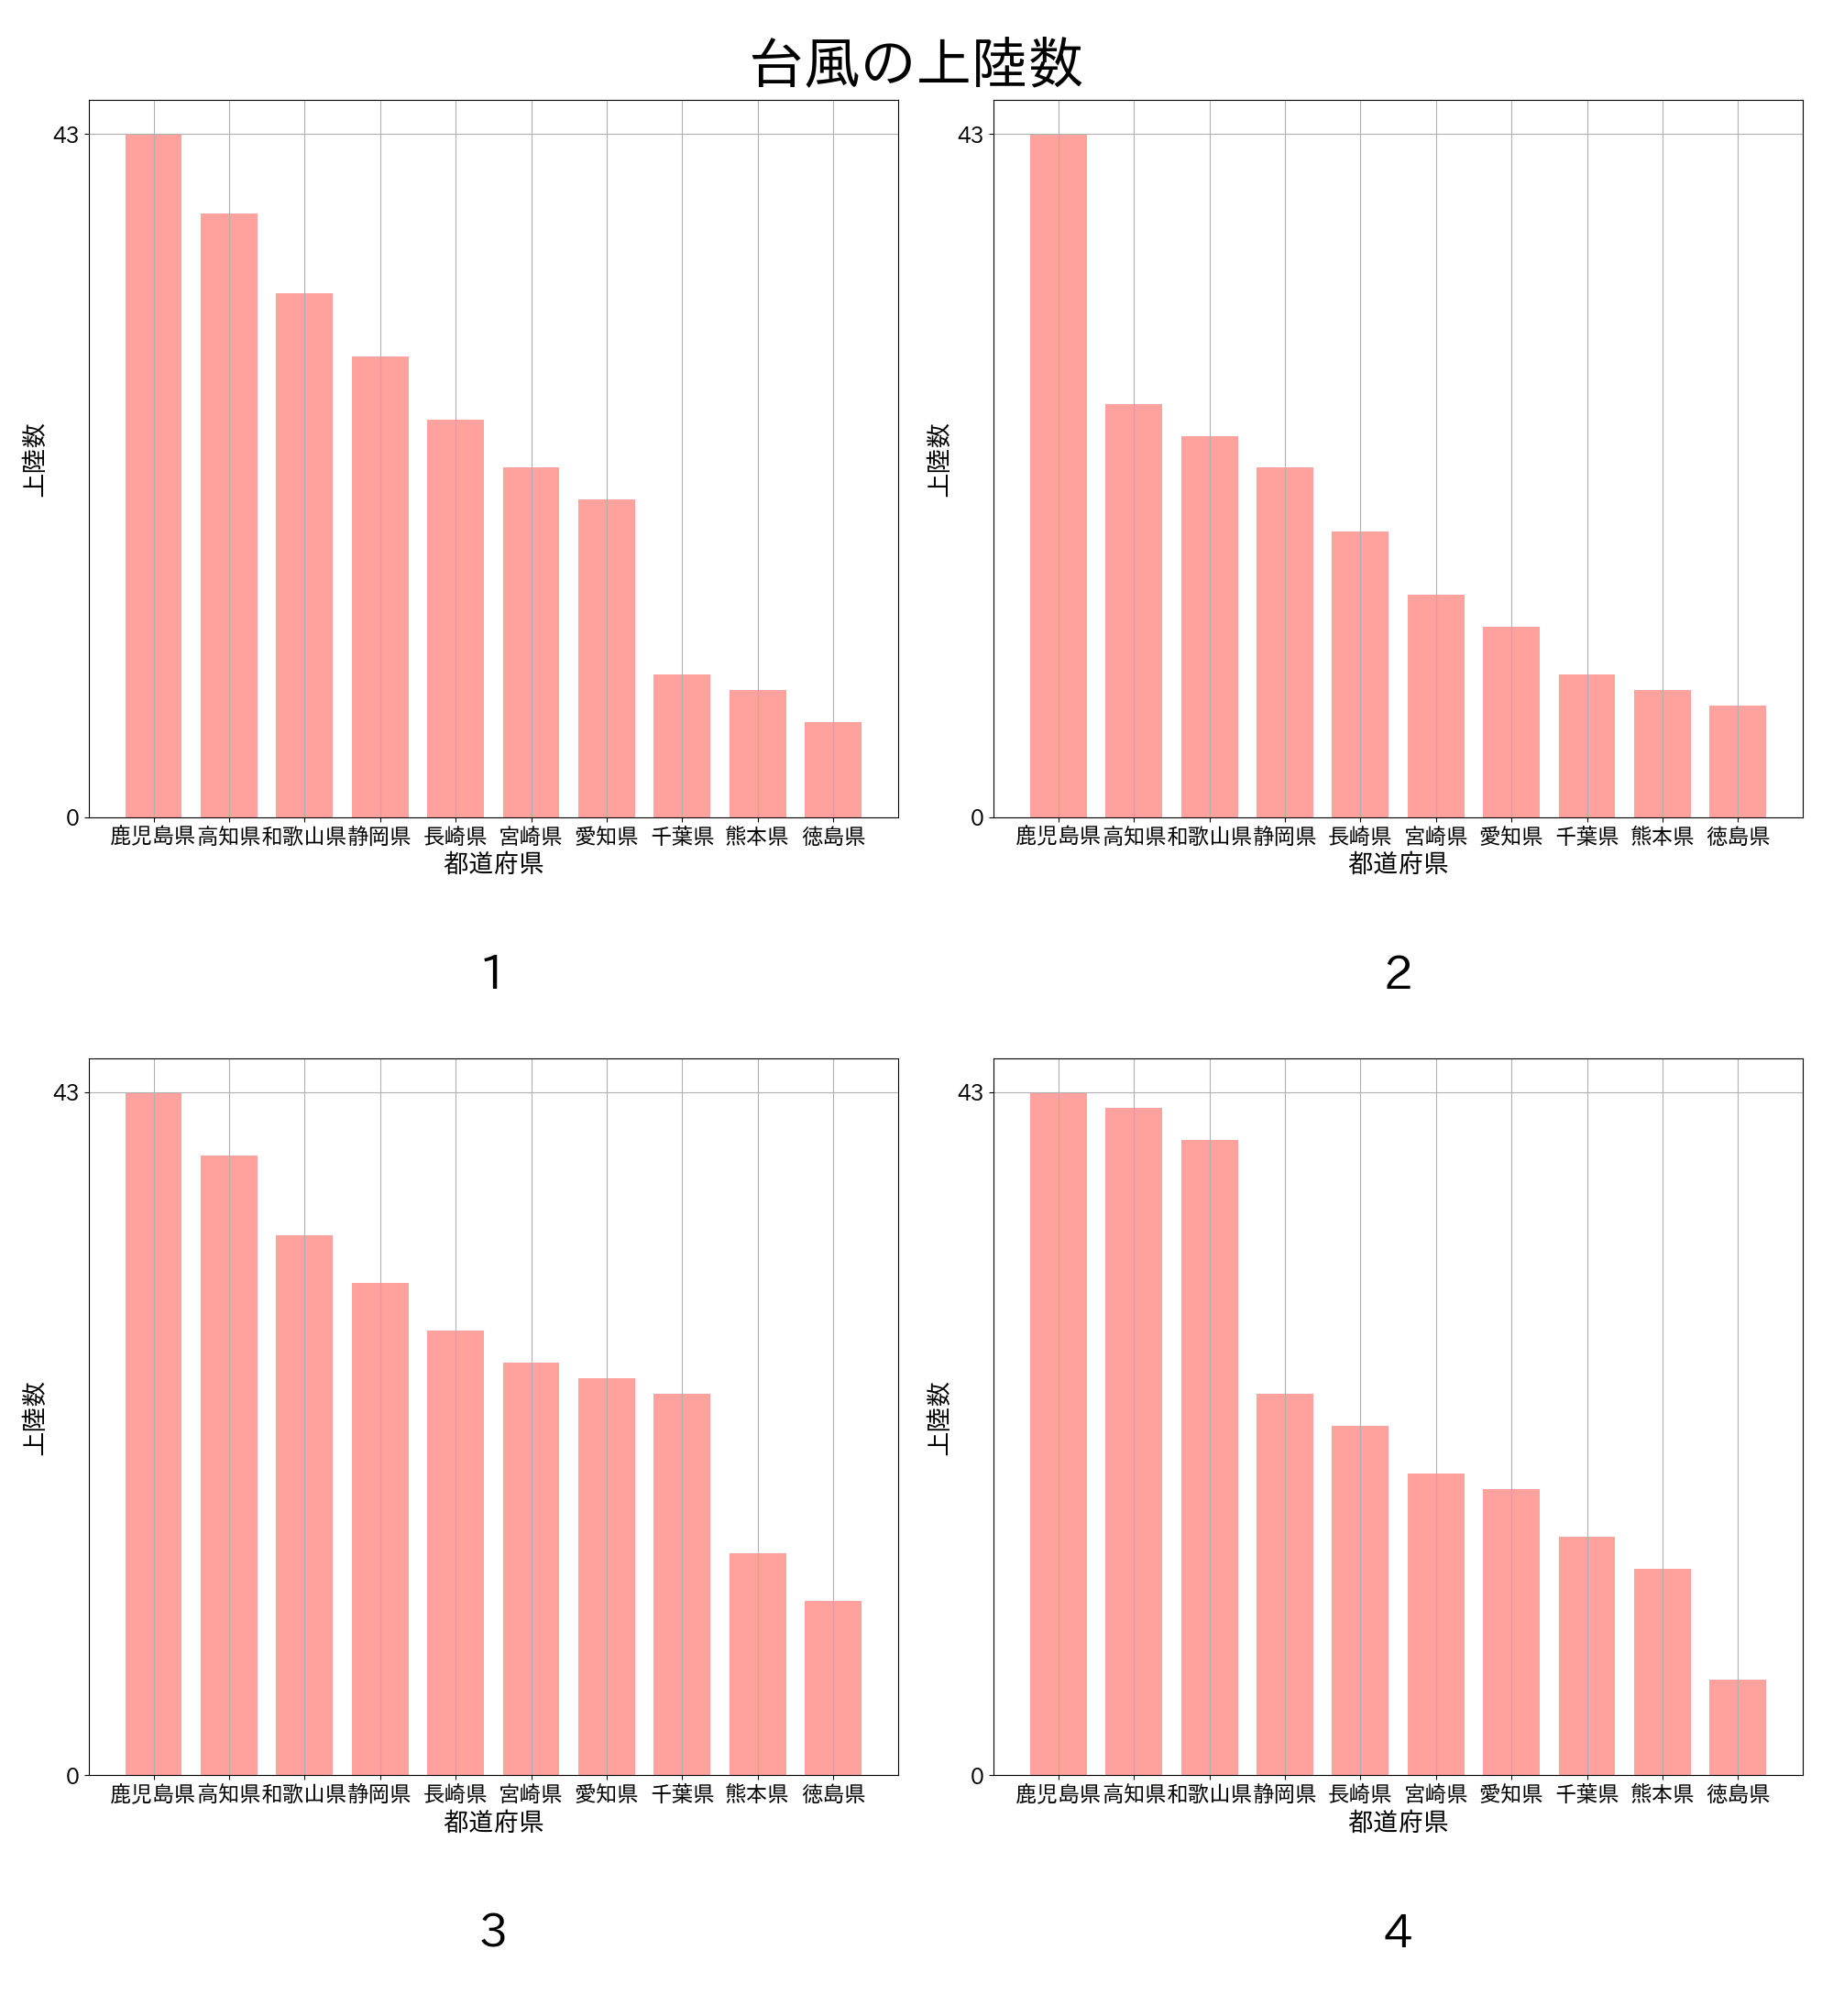 台風の上陸数
43
0
上陸数
鹿児島県 高知県 和歌山県 静岡県 長崎県 宮崎県 愛知県 千葉県 熊本県 徳島県
都道府県
1
43
0
上陸数
鹿児島県 高知県 和歌山県 静岡県 長崎県 宮崎県 愛知県 千葉県 熊本県 徳島県
都道府県
2
43
0
上陸数
鹿児島県 高知県 和歌山県 静岡県 長崎県 宮崎県 愛知県 千葉県 熊本県 徳島県
都道府県
3
43
0
上陸数
鹿児島県 高知県 和歌山県 静岡県 長崎県 宮崎県 愛知県 千葉県 熊本県 徳島県
都道府県
4